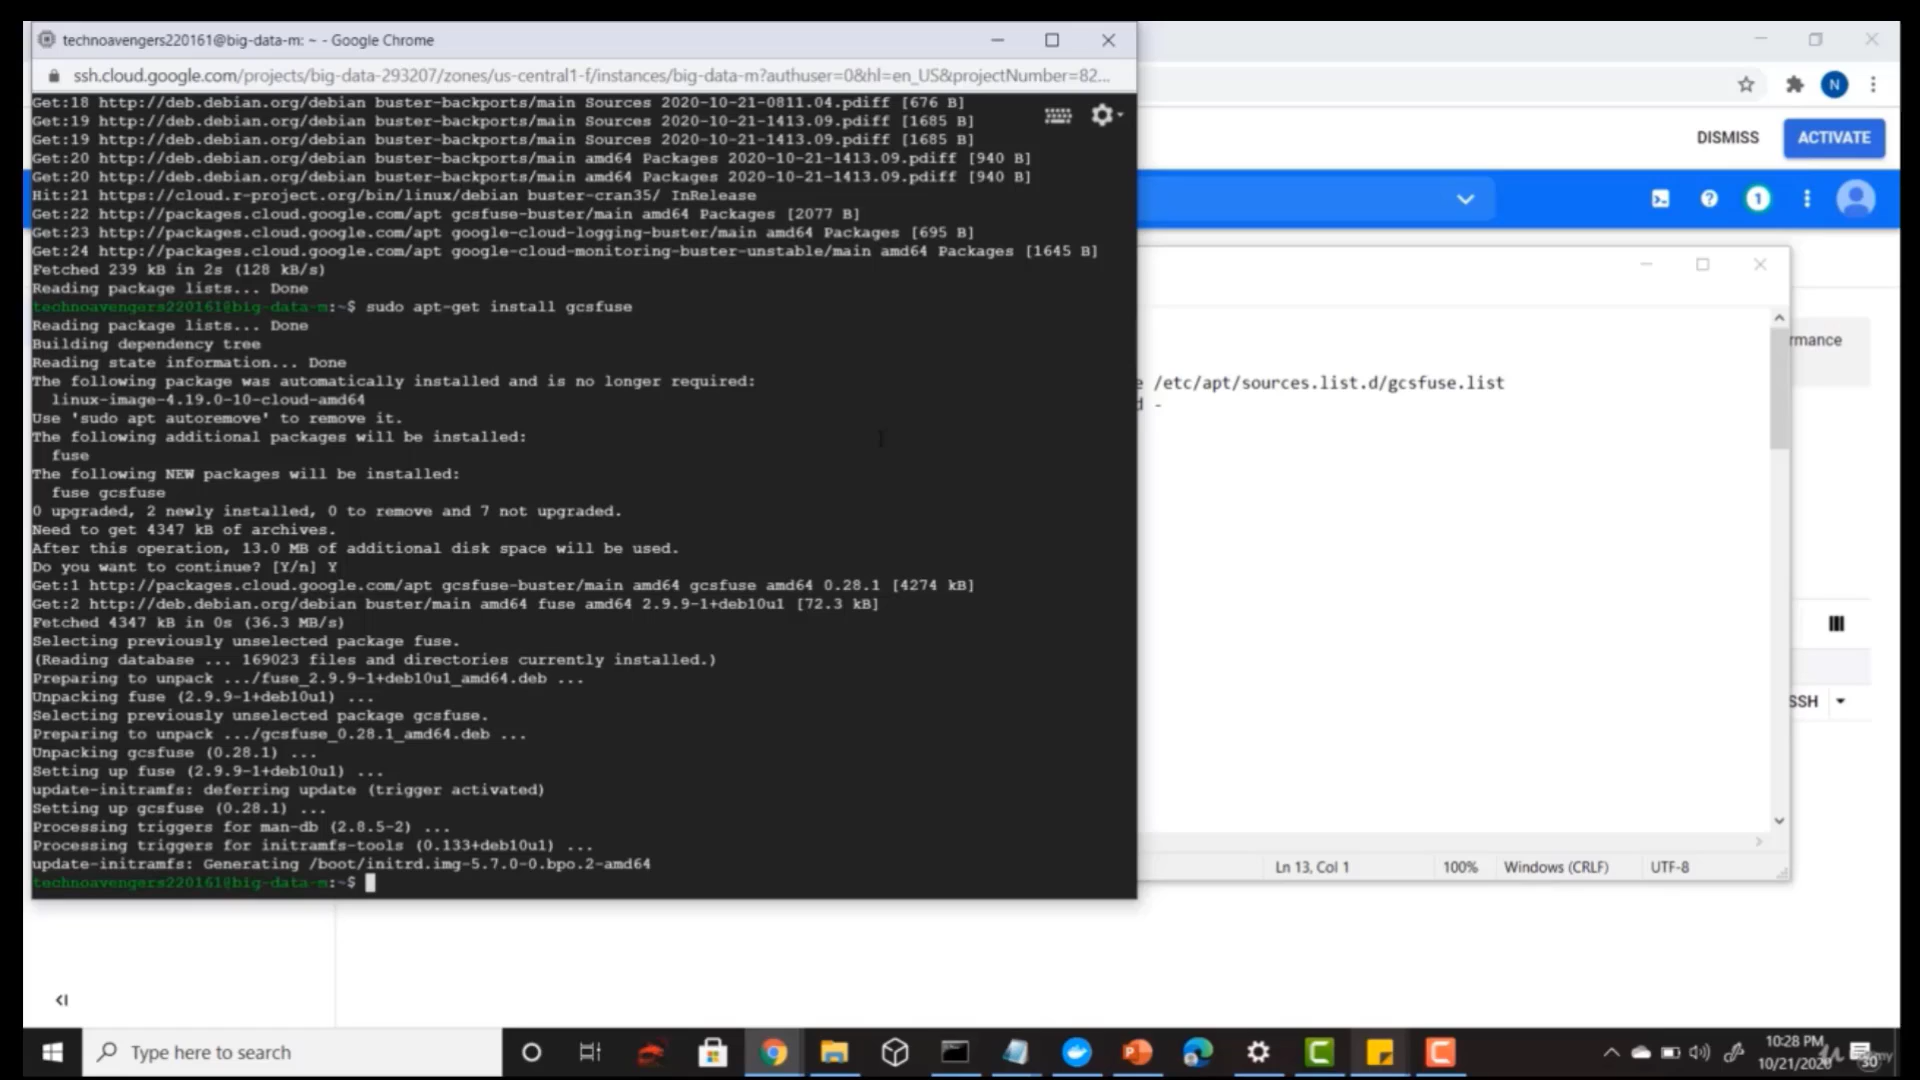 technoavengers220161@big-data-m: ~ - Google Chrome
ssh.cloud.google.com/projects/big-data-293207/zones/us-central1-f/instances/big-data-m?authuser=0&hl=en_US&projectNumber=82...
Get:18 http://deb.debian.org/debian buster-backports/main Sources 2020-10-21-0811.04.pdiff [676 B]
Get:19 http://deb.debian.org/debian buster-backports/main Sources 2020-10-21-1413.09.pdiff [1685 B]
Get:19 http://deb.debian.org/debian buster-backports/main Sources 2020-10-21-1413.09.pdiff [1685 B]
Get:20 http://deb.debian.org/debian buster-backports/main amd64 Packages 2020-10-21-1413.09.pdiff [940 B]
Get:20 http://deb.debian.org/debian buster-backports/main amd64 Packages 2020-10-21-1413.09.pdiff [940 B]
Hit:21 https://cloud.r-project.org/bin/linux/debian buster-cran35/ InRelease
Get:22 http://packages.cloud.google.com/apt gcsfuse-buster/main amd64 Packages [2077 B]
Get:23 http://packages.cloud.google.com/apt google-cloud-logging-buster/main amd64 Packages [695 B]
Get:24 http://packages.cloud.google.com/apt google-cloud-monitoring-buster-unstable/main amd64 Packages [1645 B]
Fetched 239 kB in 2s (128 kB/s)
Reading package lists... Done
technoavengers220161@big-data-m:~$ sudo apt-get install gcsfuse
Reading package lists... Done
Building dependency tree
Reading state information... Done
The following package was automatically installed and is no longer required:
linux-image-4.19.0-10-cloud-amd64
Use 'sudo apt autoremove' to remove it.
The following additional packages will be installed:
fuse
The following NEW packages will be installed:
fuse gcsfuse
0 upgraded, 2 newly installed, 0 to remove and 7 not upgraded.
Need to get 4347 kB of archives.
After this operation, 13.0 MB of additional disk space will be used.
Do you want to continue? [Y/n] Y
Get:1 http://packages.cloud.google.com/apt gcsfuse-buster/main amd64 gcsfuse amd64 0.28.1 [4274 kB]
Get:2 http://deb.debian.org/debian buster/main amd64 fuse amd64 2.9.9-1+deb10u1 [72.3 kB]
Fetched 4347 kB in 0s (36.3 MB/s)
Selecting previously unselected package fuse.
(Reading database ... 169023 files and directories currently installed.)
Preparing to unpack .../fuse_2.9.9-1+deb10u1_amd64.deb ...
Unpacking fuse (2.9.9-1+deb10u1) ...
Selecting previously unselected package gcsfuse.
Preparing to unpack .../gcsfuse_0.28.1_amd64.deb ...
Unpacking gcsfuse (0.28.1) ...
Setting up fuse (2.9.9-1+deb10u1) ...
update-initramfs: deferring update (trigger activated)
Setting up gcsfuse (0.28.1) ...
Processing triggers for man-db (2.8.5-2) ...
Processing triggers for initramfs-tools (0.133+deb10u1) ...
update-initramfs: Generating /boot/initrd.img-5.7.0-0.bpo.2-amd64
technoavengers220161@big-data-m:~$
N
DISMISS
ACTIVATE
1
rmance
e /etc/apt/sources.list.d/gcsfuse.list
d -
SSH
Ln 13, Col 1
100%
Windows (CRLF)
UTF-8
Type here to search
10:28 PM
10/21/2020
30